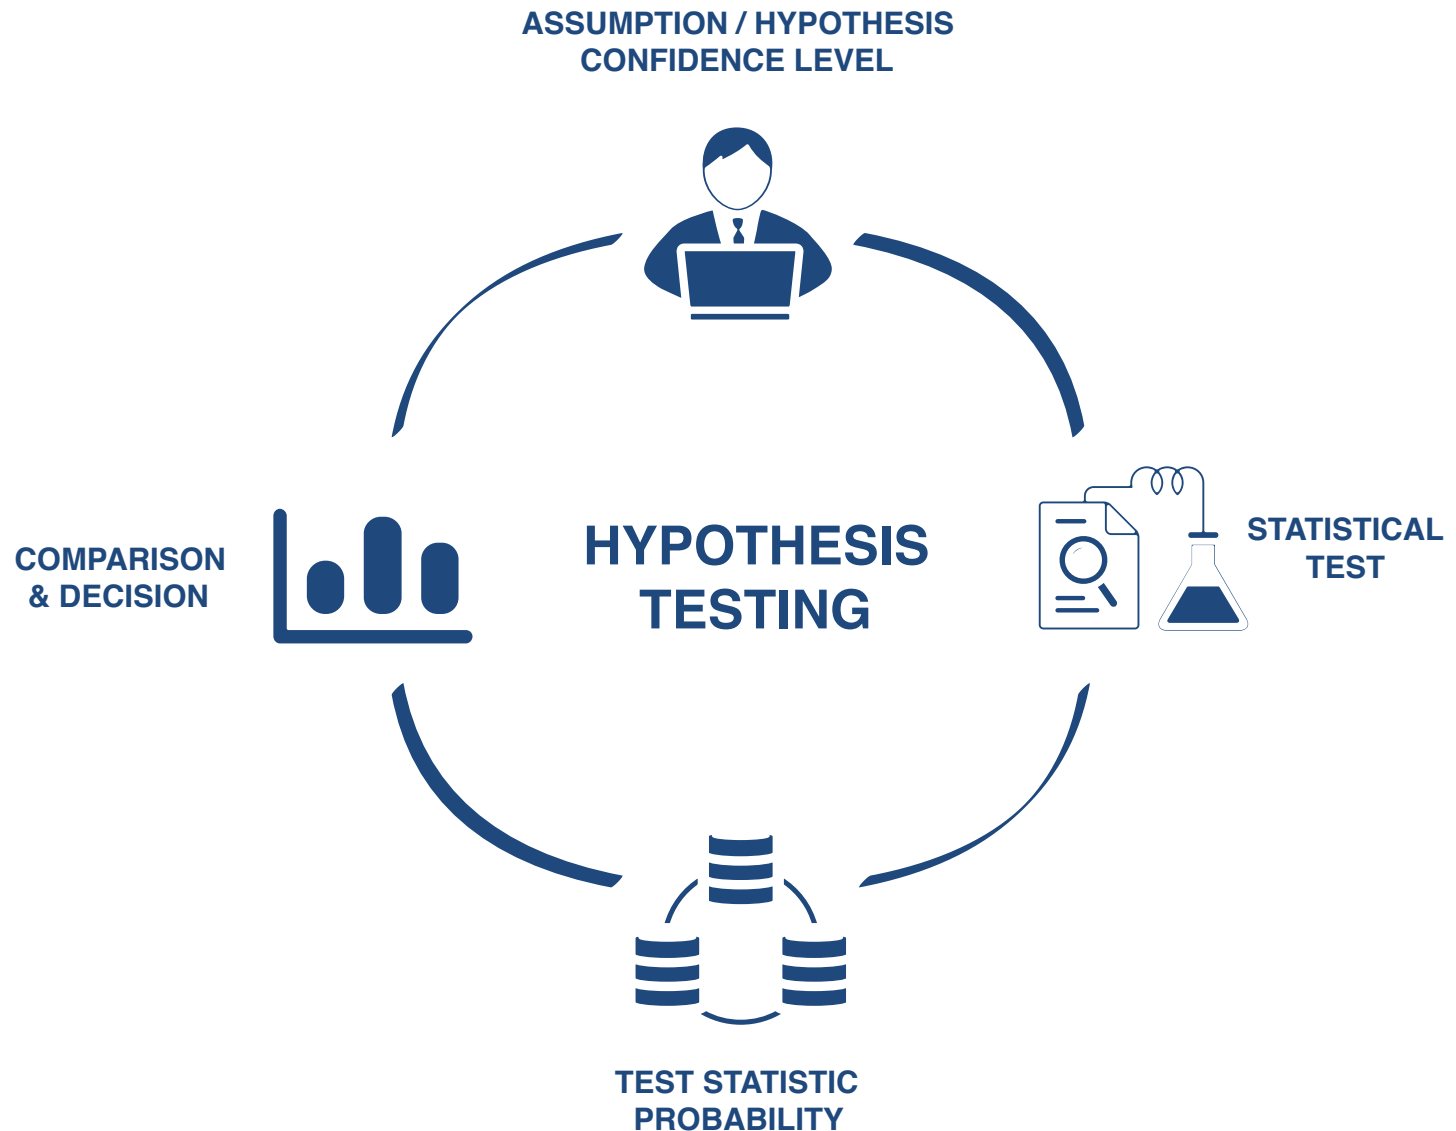 ASSUMPTION / HYPOTHESIS
CONFIDENCE LEVEL
HYPOTHESIS
TESTING
STATISTICAL
TEST
COMPARISON
& DECISION
TEST STATISTIC
PROBABILITY